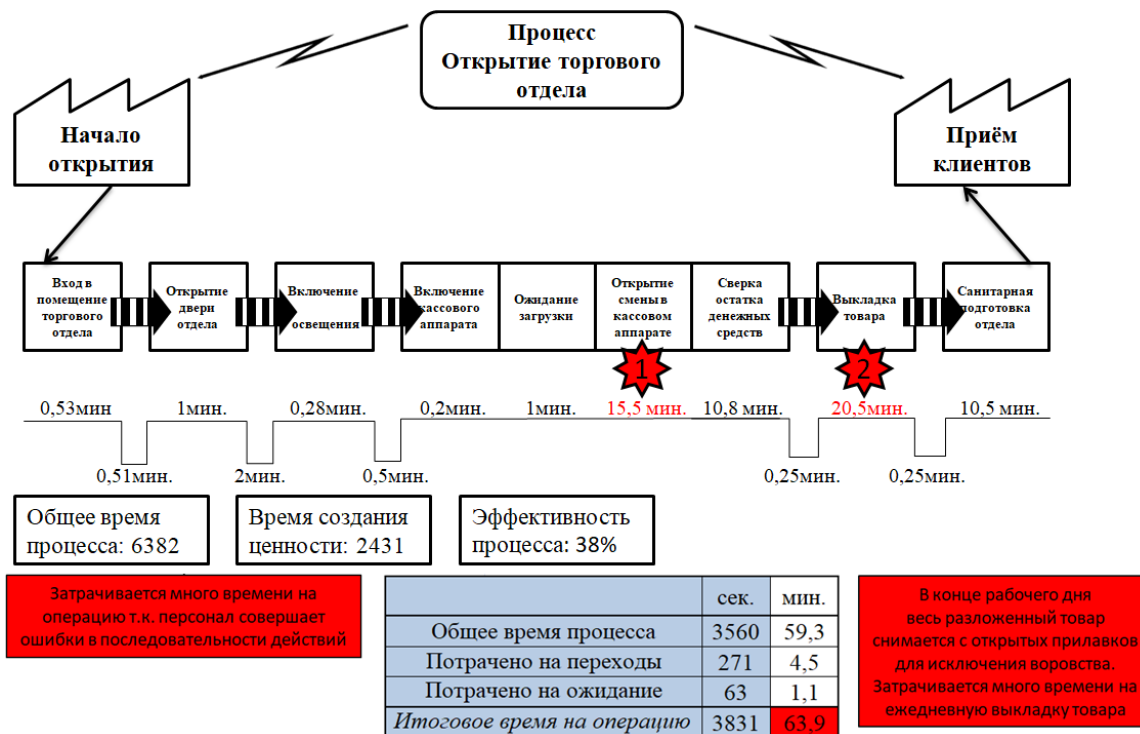 Процесс
Открытие торгового
отдела
Начало
открытия
Приём
клиентов
Вход в
помещение
торгового
отдела
Открытие
двери
отдела
Включение
освещения
Включение
кассового
аппарата
Ожидание
загрузки
Открытие
смены в
кассовом
аппарате
Сверка
остатка
денежных
средств
Выкладка
товара
Санитарная
подготовка
отдела
1
2
0,53мин
1мин.
0,28мин.
0,2мин.
1мин.
15,5 мин.
10,8 мин.
20,5мин.
10,5 мин.
0,51мин.
2мин.
0,5мин.
0,25мин.
0,25мин.
Общее время
процесса: 6382
Время создания
ценности: 2431
Эффективность
процесса: 38%
Затрачивается много времени на
операцию т.к. персонал совершает
ошибки в последовательности действий
сек. мин.
Общее время процесса 3560 59,3
Потрачено на переходы 271 4,5
Потрачено на ожидание 63 1,1
Итоговое время на операцию 3831 63,9
В конце рабочего дня
весь разложенный товар
снимается с открытых прилавков
для исключения воровства.
Затрачивается много времени на
ежедневную выкладку товара